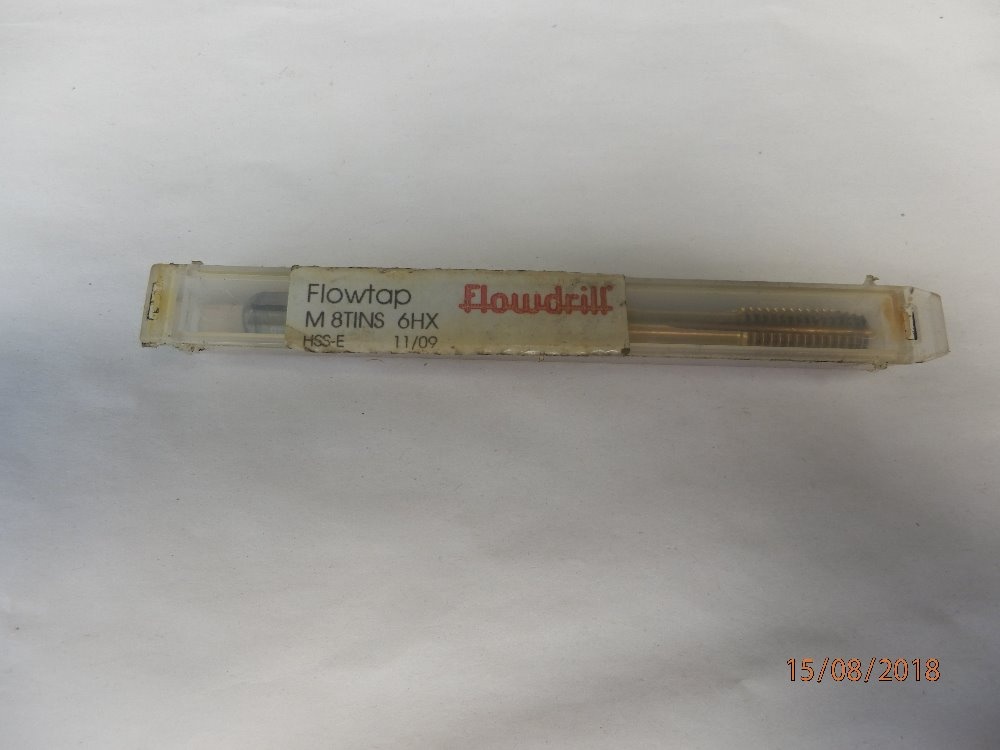 Flowtap
Flowdrill
M 8TINS 6HX
HSS-E 11/09
15/08/2018